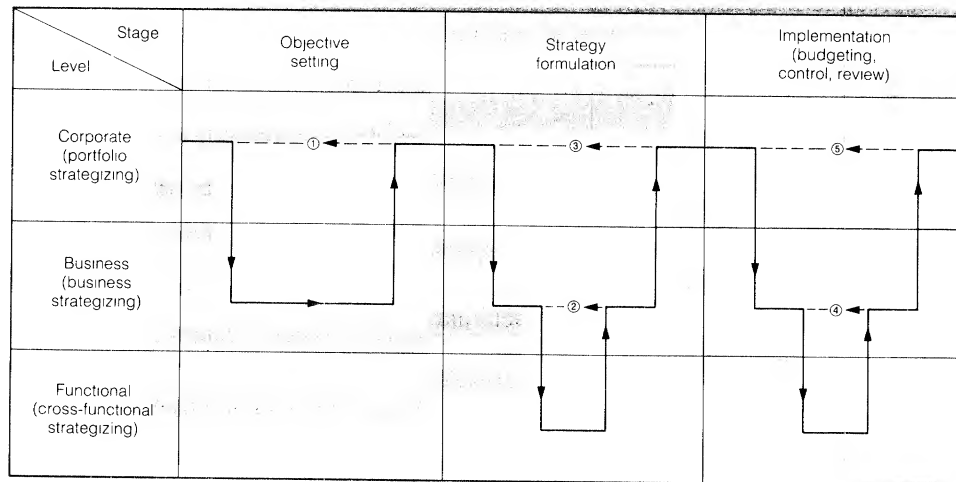 Stage
Level
Objective
setting
Strategy
formulation
Implementation
(budgeting,
control, review)
Corporate
(portfolio
strategizing)
①
③
⑤
Business
(business
strategizing)
②
④
Functional
(cross-functional
strategizing)